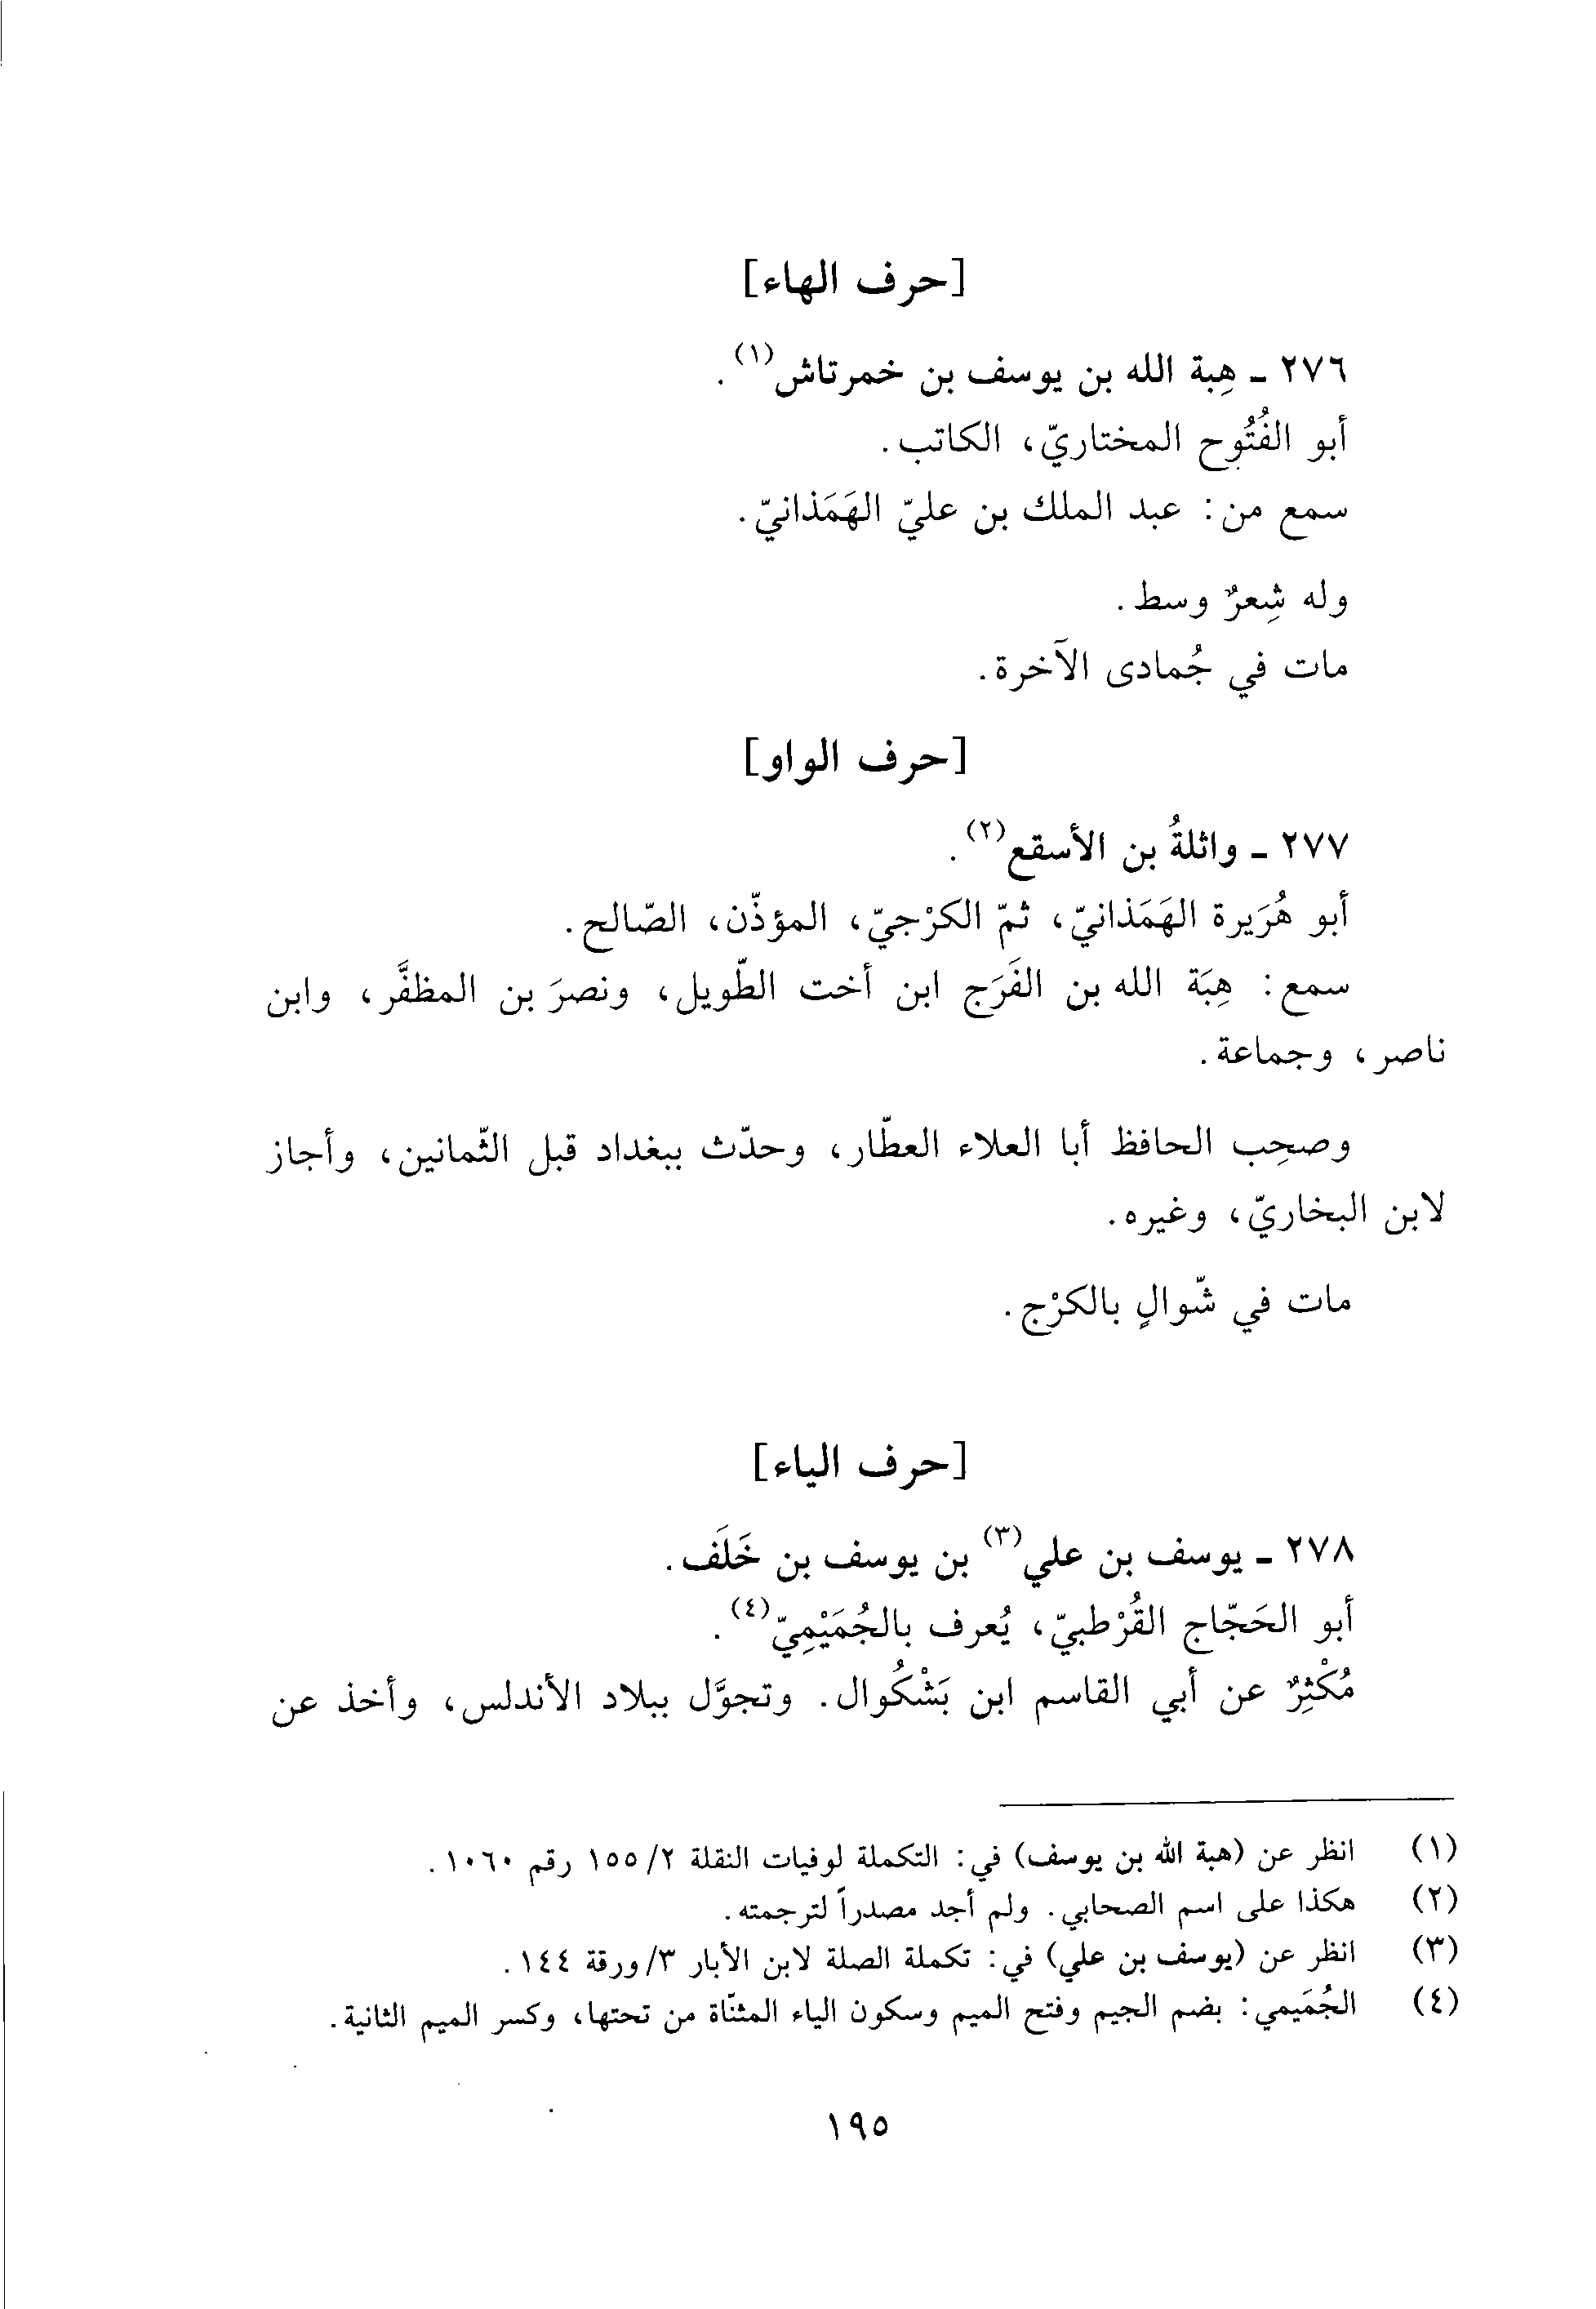 [حرف الهاء]
٢٧٦ ـ هِبة الله بن يوسف بن خمرتاش(١).
أبو الفُتُوح المختاريّ، الكاتب.
سمع من: عبد الملك بن عليّ الهَمَذانيّ.
وله شِعرٌ وسط.
مات في جُمادى الآخرة.
[حرف الواو]
٢٧٧ ـ واثلةُ بن الأسقع(٢).
أبو هُرَيرة الهَمَذانيّ، ثمّ الكرْجيّ، المؤذّن، الصّالح.
سمع: هِبَة الله بن الفَرَج ابن أخت الطّويل، ونصرَ بن المظفَّر، وابن
ناصر، وجماعة.
وصحِب الحافظ أبا العلاء العطّار، وحدّث ببغداد قبل الثّمانين، وأجاز
لابن البخاريّ، وغيره.
مات في شّوالٍ بالكرْج.
[حرف الياء]
٢٧٨ ـ يوسف بن علي(٣) بن يوسف بن خَلَف.
أبو الحَجّاج القُرْطبيّ، يُعرف بالجُمَيْمِيّ(٤).
مُكْثِرٌ عن أبي القاسم ابن بَشْكُوال. وتجوَّل ببلاد الأندلس، وأخذ عن
(١) انظر عن (هبة الله بن يوسف) في: التكملة لوفيات النقلة ٢/ ١٥٥ رقم ١٠٦٠.
(٢) هكذا على اسم الصحابي. ولم أجد مصدراً لترجمته.
(٣) انظر عن (يوسف بن علي) في: تكملة الصلة لابن الأبار ٣/ورقة ١٤٤.
(٤) الجُمَيمي: بضم الجيم وفتح الميم وسكون الياء المثنّاة من تحتها، وكسر الميم الثانية.
١٩٥